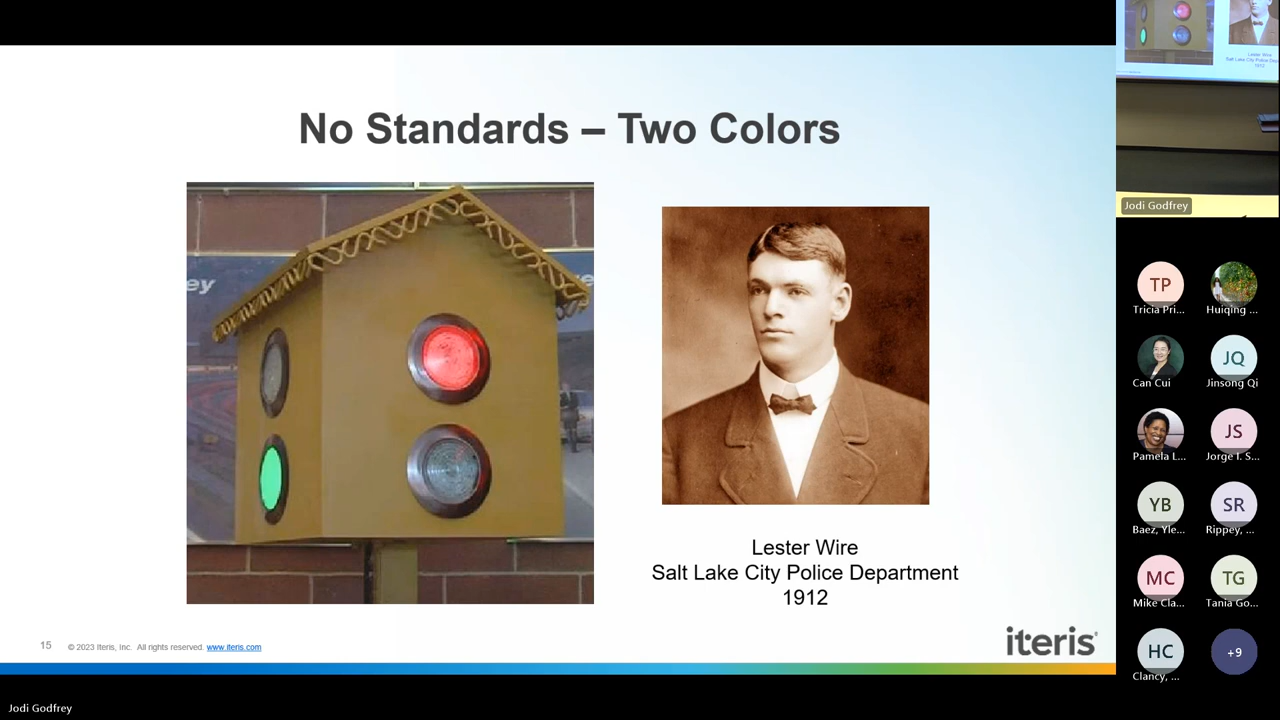 No Standards – Two Colors
ey
Lester Wire
Salt Lake City Police Department
1912
15 © 2023 Iteris, Inc. All rights reserved. www.iteris.com
iteris
Jodi Godfrey
Jodi Godfrey
TP
Tricia Pri... Huiqing ...
JQ
Can Cui Jinsong Qi
JS
Pamela L... Jorge I. S...
YB SR
Baez, Yle... Rippey, ...
MC TG
Mike Cla... Tania Go...
HC +9
Clancy, ...